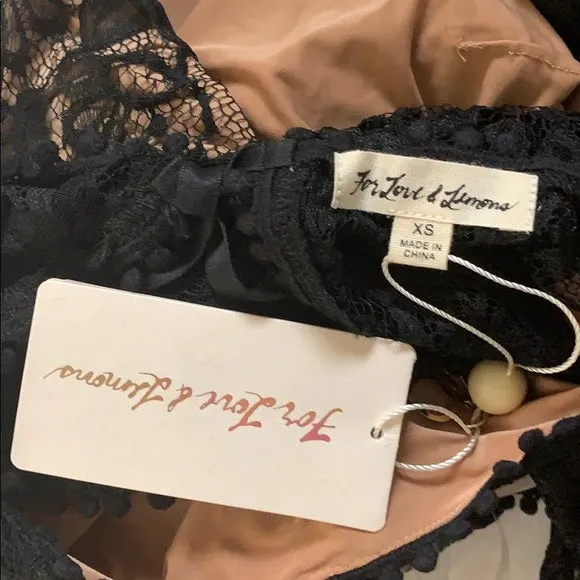 For Love & Lemons
XS
MADE IN
CHINA
For Love & Lemons